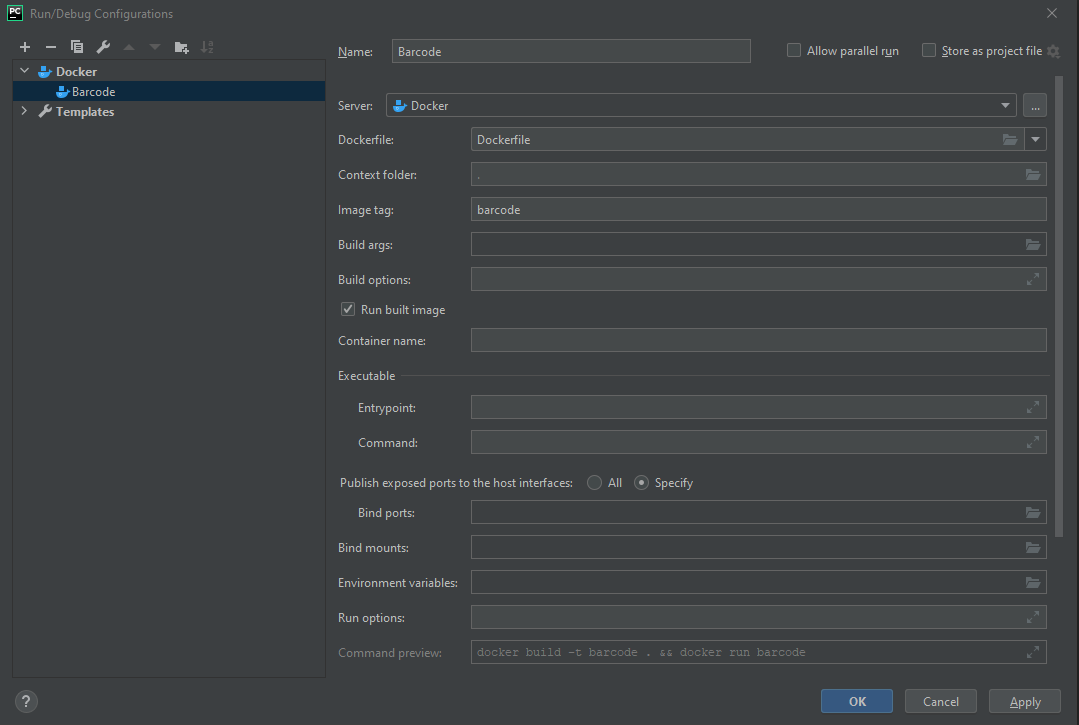 PC Run/Debug Configurations
Docker
Barcode
Templates
Name: Barcode Allow parallel run Store as project file
Server: Docker ...
Dockerfile: Dockerfile
Context folder: .
Image tag: barcode
Build args:
Build options:
Run built image
Container name:
Executable
Entrypoint:
Command:
Publish exposed ports to the host interfaces: All Specify
Bind ports:
Bind mounts:
Environment variables:
Run options:
Command preview: docker build -t barcode . && docker run barcode
? OK Cancel Apply